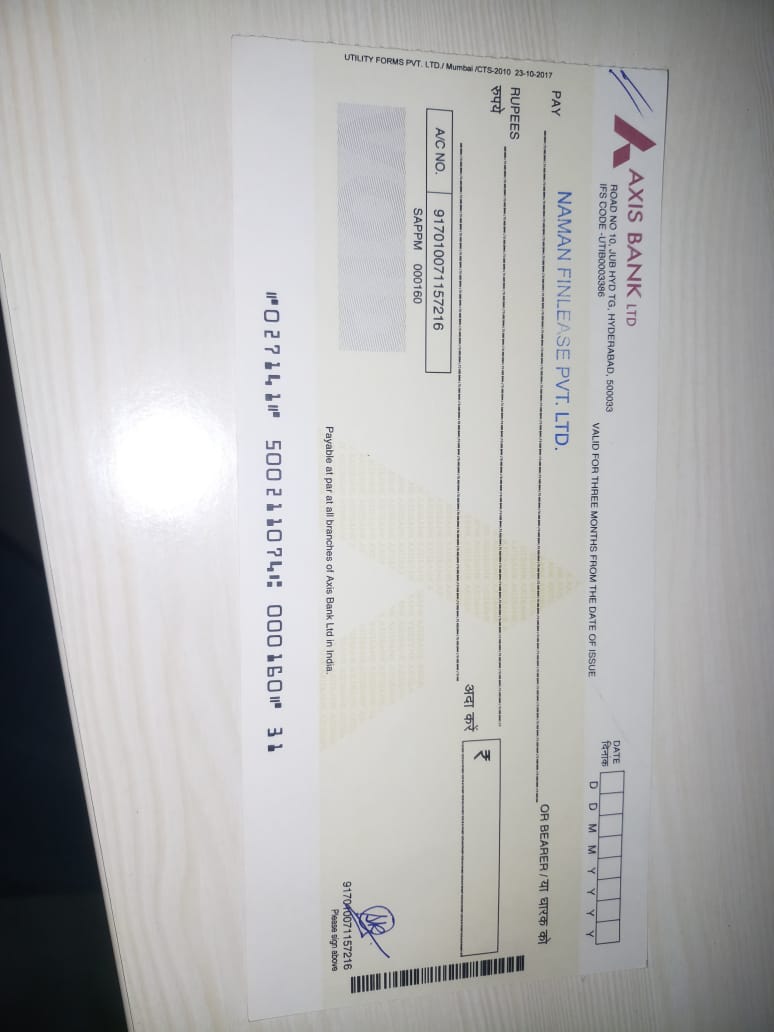 AXIS BANK LTD
ROAD NO 10, JUB HYD TG, HYDERABAD, 500033
IFS CODE -UTIB0003386
VALID FOR THREE MONTHS FROM THE DATE OF ISSUE
DATE
दिनांक
D D M M Y Y Y Y
PAY
NAMAN FINLEASE PVT. LTD.
OR BEARER / या धारक को
RUPEES
रुपये
अदा करें
₹
A/C NO. 917010071157216
SAPPM 000160
UTILITY FORMS PVT. LTD./ Mumbai /CTS-2010 23-10-2017
917010071157216
Please sign above
Payable at par at all branches of Axis Bank Ltd in India.
⑈027141⑈ 500211074⑆ 000160⑈ 31